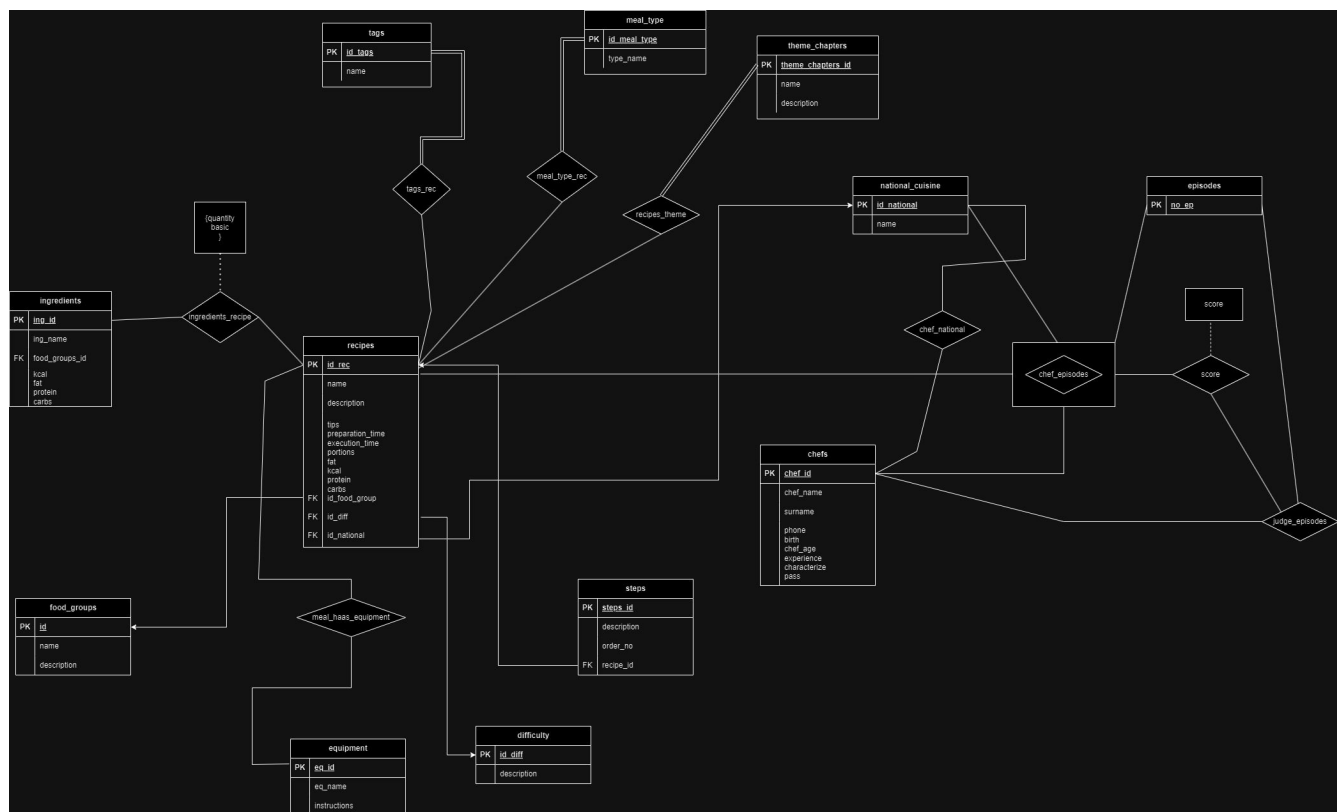 tags
PK id_tags
name
meal_type
PK id_meal_type
type_name
theme_chapters
PK theme_chapters_id
name
description
tags_rec
meal_type_rec
recipes_theme
national_cuisine
PK id_national
name
episodes
PK no_ep
{quantity
basic
}
ingredients_recipe
ingredients
PK ing_id
ing_name
FK food_groups_id
kcal
fat
protein
carbs
score
chef_national
chef_episodes
score
recipes
PK id_rec
name
description
tips
preparation_time
execution_time
portions
fat
kcal
protein
carbs
FK id_food_group
FK id_diff
FK id_national
chefs
PK chef_id
chef_name
surname
phone
birth
chef_age
experience
characterize
pass
judge_episodes
food_groups
PK id
name
description
meal_haas_equipment
steps
PK steps_id
description
order_no
FK recipe_id
difficulty
PK id_diff
description
equipment
PK eq_id
eq_name
instructions